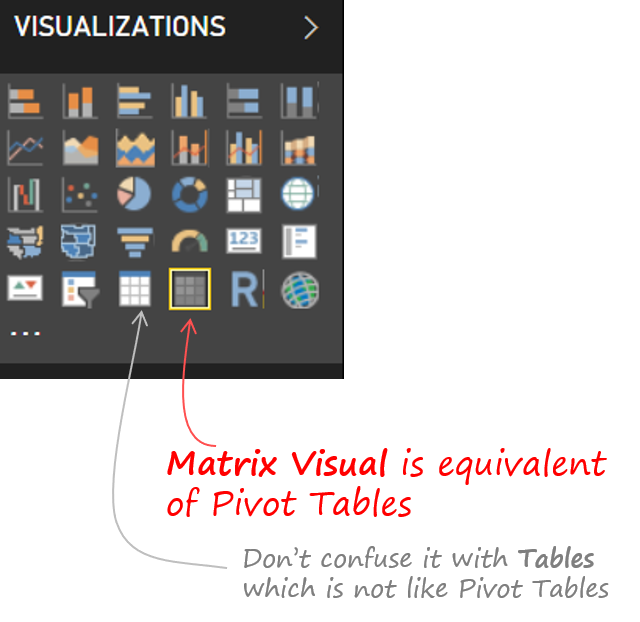 VISUALIZATIONS
123
R
...
Matrix Visual is equivalent
of Pivot Tables
Don't confuse it with Tables
which is not like Pivot Tables